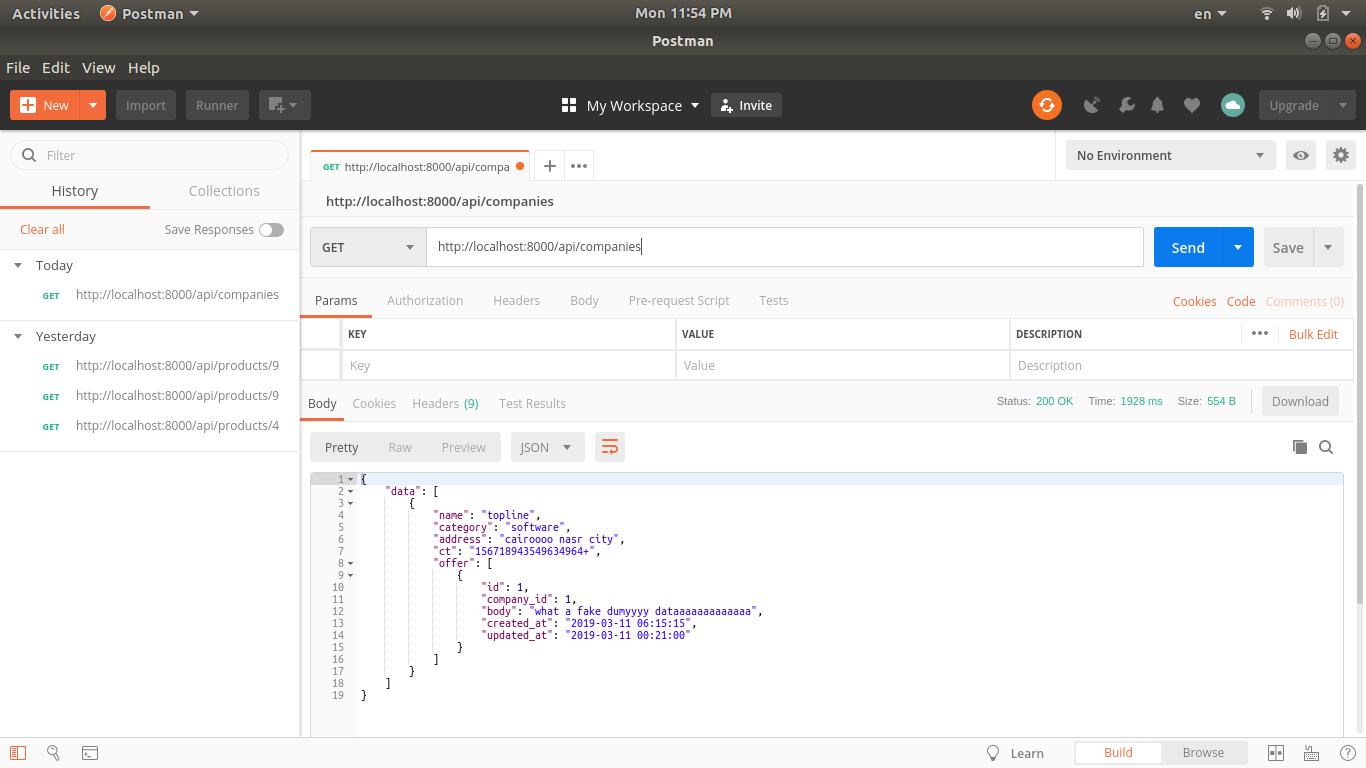 Activities Postman Mon 11:54 PM en
Postman
File Edit View Help
New Import Runner My Workspace Invite Upgrade
Filter
History Collections
Clear all Save Responses
Today
GET http://localhost:8000/api/companies
Yesterday
GET http://localhost:8000/api/products/9
GET http://localhost:8000/api/products/9
GET http://localhost:8000/api/products/4
GET http://localhost:8000/api/compa + ••• No Environment
http://localhost:8000/api/companies
GET http://localhost:8000/api/companies Send Save
Params Authorization Headers Body Pre-request Script Tests Cookies Code Comments (0)
KEY VALUE DESCRIPTION ••• Bulk Edit
Key Value Description
Body Cookies Headers (9) Test Results Status: 200 OK Time: 1928 ms Size: 554 B Download
Pretty Raw Preview JSON
1 {
2 "data": [
3 {
4 "name": "topline",
5 "category": "software",
6 "address": "cairoooo nasr city",
7 "ct": "156718943549634964+",
8 "offer": [
9 {
10 "id": 1,
11 "company_id": 1,
12 "body": "what a fake dumyyyy dataaaaaaaaaaaaa",
13 "created_at": "2019-03-11 06:15:15",
14 "updated_at": "2019-03-11 00:21:00"
15 }
16 ]
17 }
18 ]
19 }
Learn Build Browse